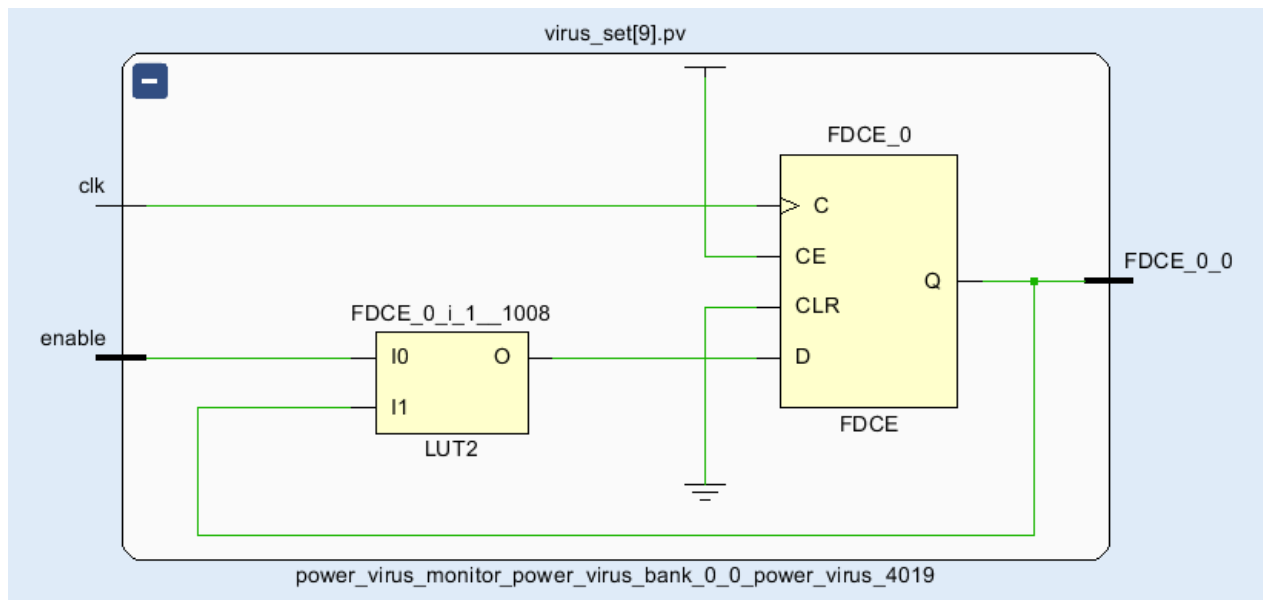 virus_set[9].pv
FDCE_0
clk
C
CE
Q
FDCE_0_0
CLR
FDCE_0_i_1__1008
enable
I0
O
D
I1
FDCE
LUT2
power_virus_monitor_power_virus_bank_0_0_power_virus_4019